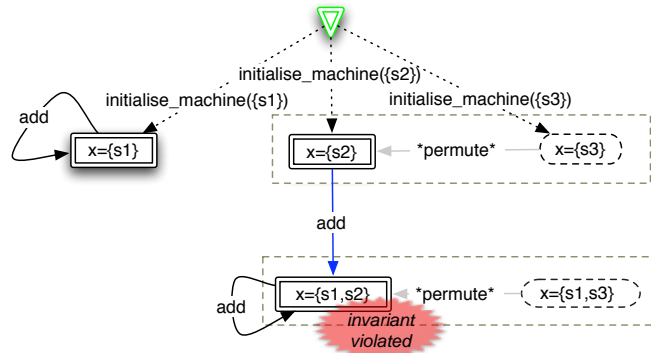 initialise_machine({s2})
initialise_machine({s1})
initialise_machine({s3})
add
x={s1}
x={s2}
*permute*
x={s3}
add
x={s1,s2}
*permute*
x={s1,s3}
add
invariant
violated